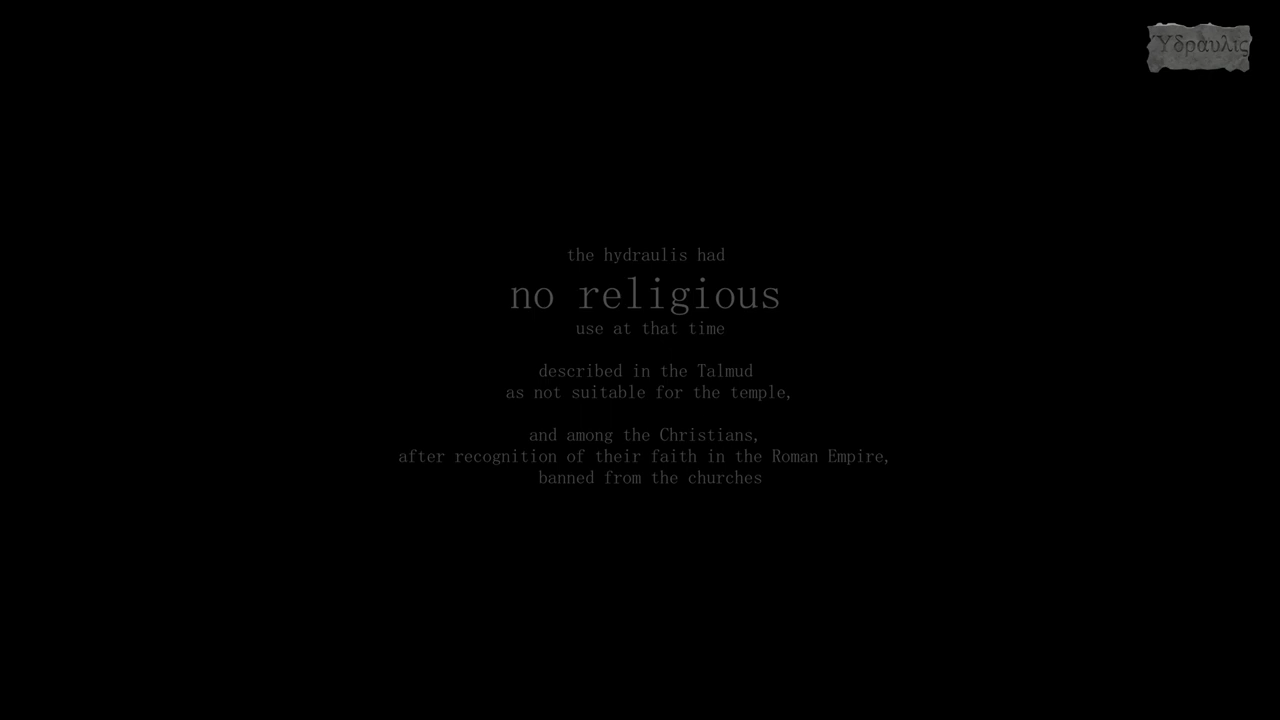 Ὕδραυλις
the hydraulis had
no religious
use at that time
described in the Talmud
as not suitable for the temple,
and among the Christians,
after recognition of their faith in the Roman Empire,
banned from the churches